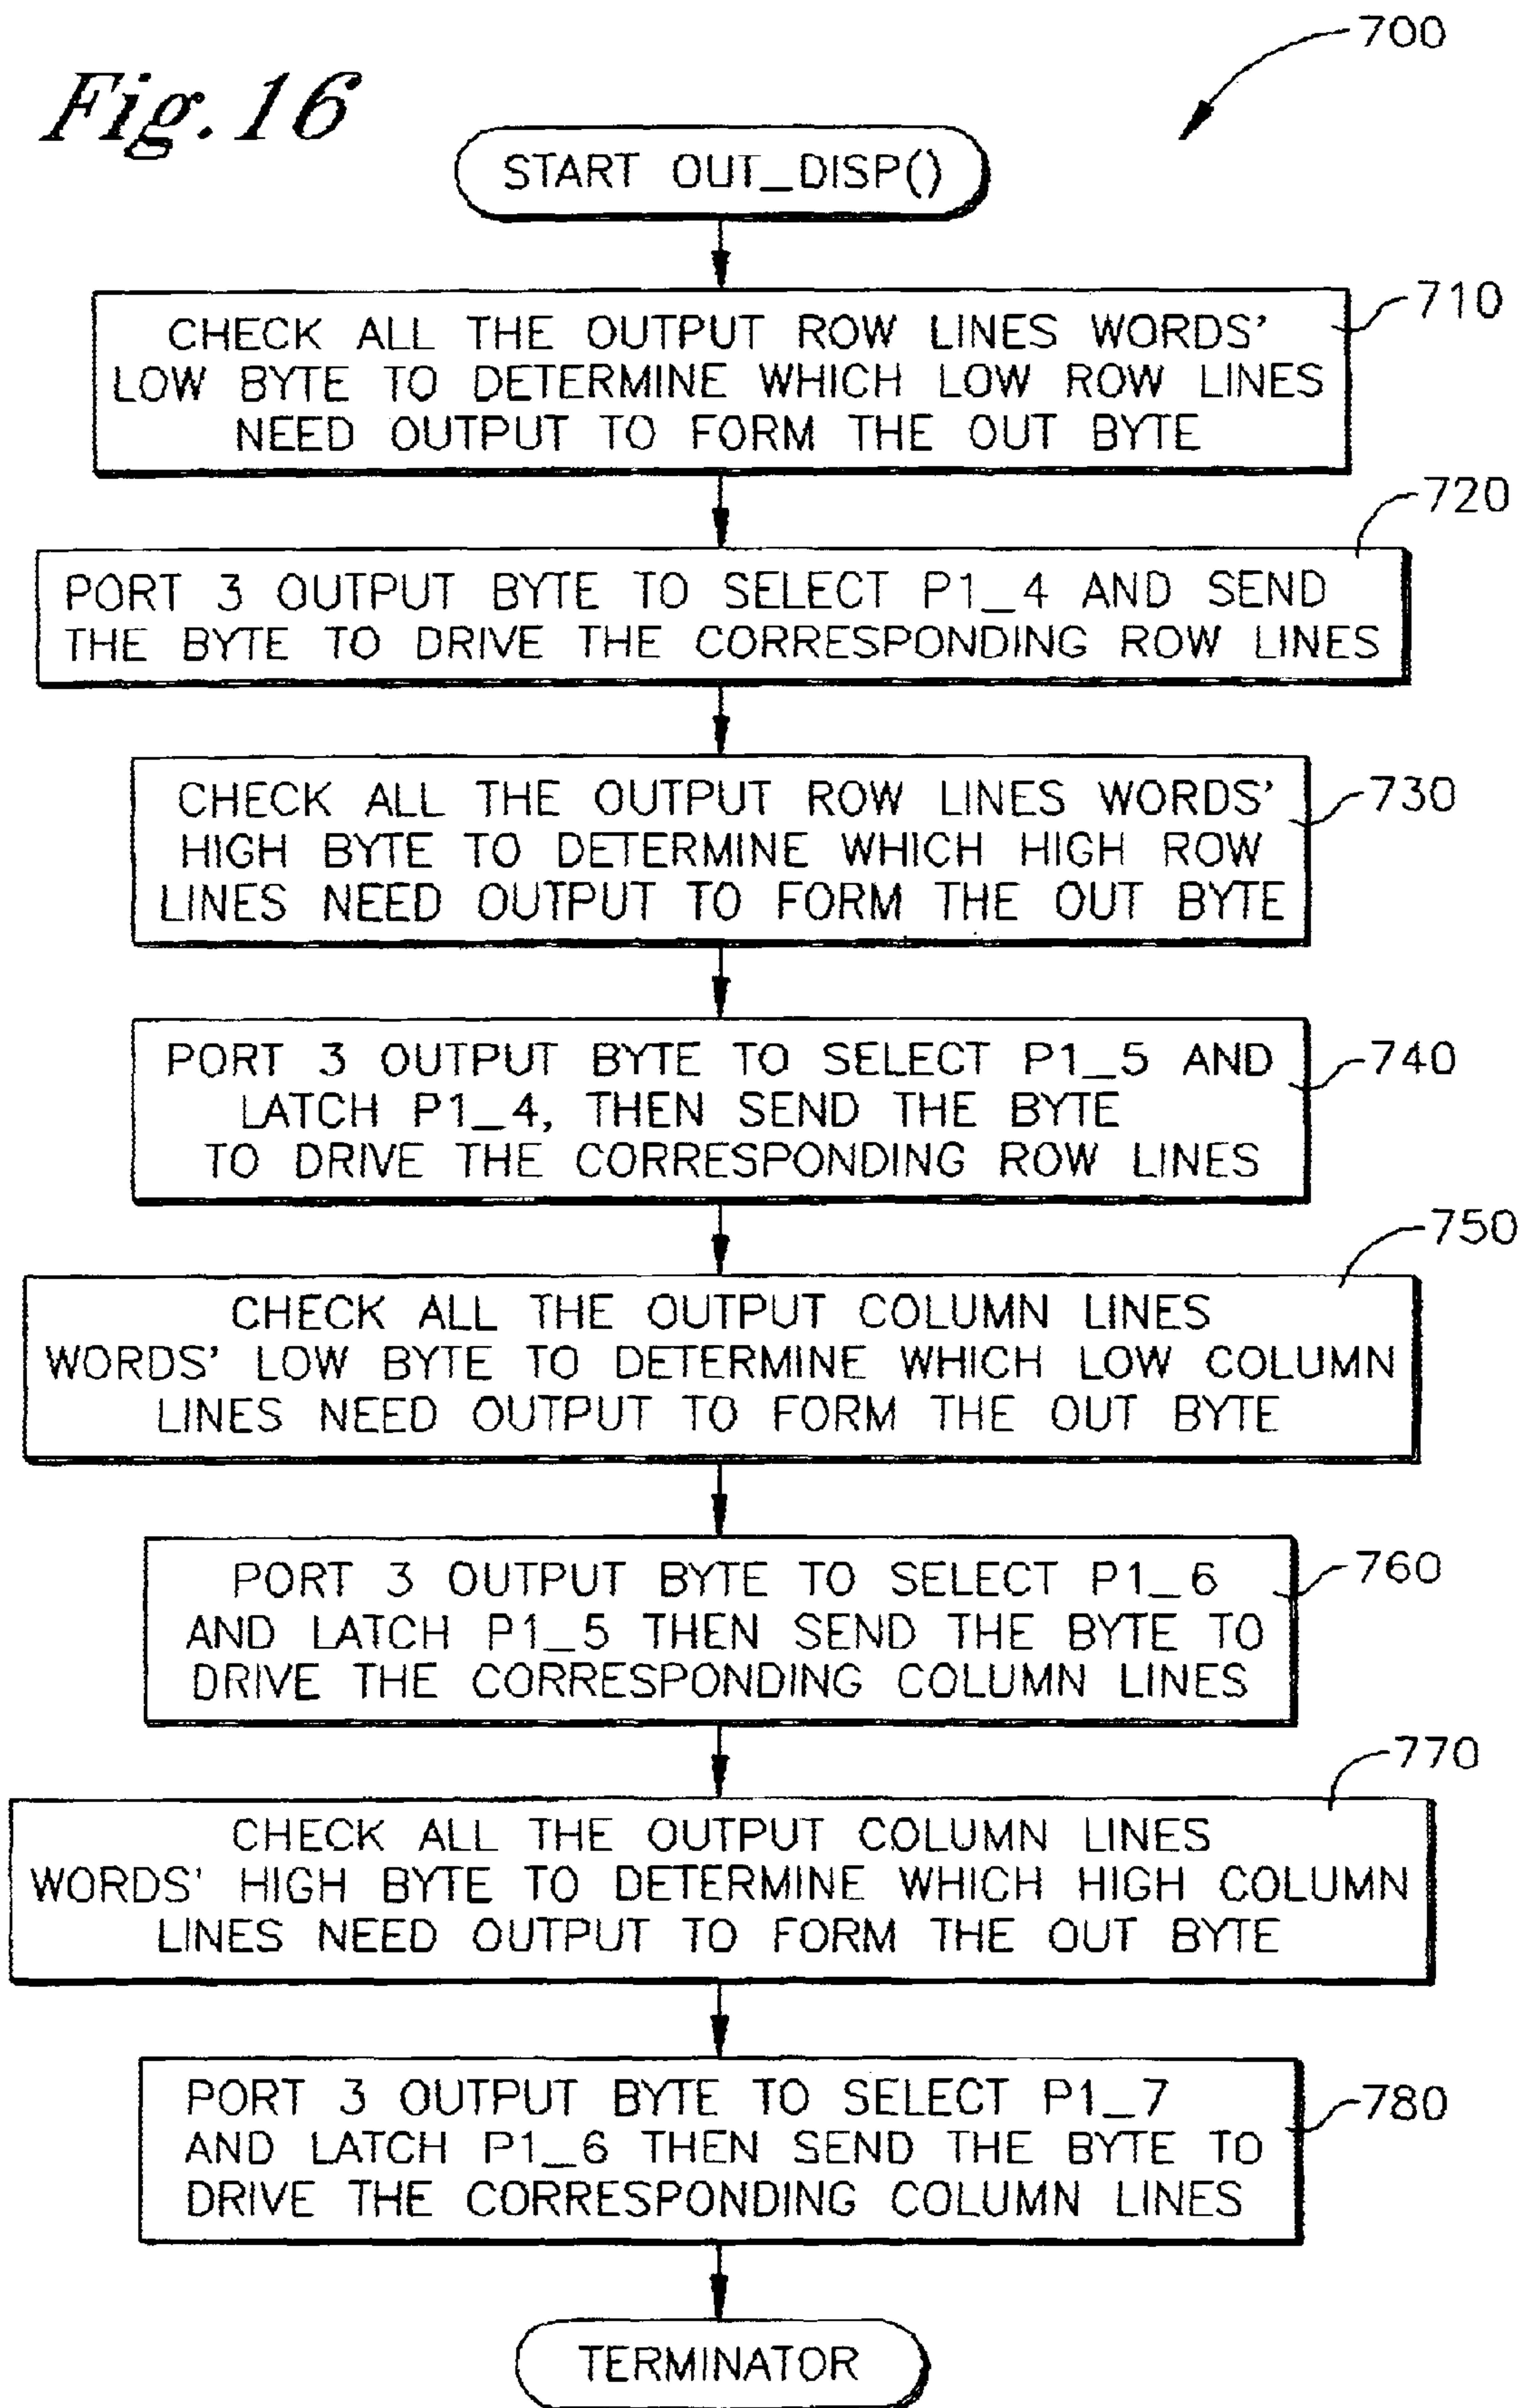 700
Fig. 16
START OUT_DISP()
710
CHECK ALL THE OUTPUT ROW LINES WORDS'
LOW BYTE TO DETERMINE WHICH LOW ROW LINES
NEED OUTPUT TO FORM THE OUT BYTE
720
PORT 3 OUTPUT BYTE TO SELECT P1_4 AND SEND
THE BYTE TO DRIVE THE CORRESPONDING ROW LINES
730
CHECK ALL THE OUTPUT ROW LINES WORDS'
HIGH BYTE TO DETERMINE WHICH HIGH ROW
LINES NEED OUTPUT TO FORM THE OUT BYTE
740
PORT 3 OUTPUT BYTE TO SELECT P1_5 AND
LATCH P1_4, THEN SEND THE BYTE
TO DRIVE THE CORRESPONDING ROW LINES
750
CHECK ALL THE OUTPUT COLUMN LINES
WORDS' LOW BYTE TO DETERMINE WHICH LOW COLUMN
LINES NEED OUTPUT TO FORM THE OUT BYTE
760
PORT 3 OUTPUT BYTE TO SELECT P1_6
AND LATCH P1_5 THEN SEND THE BYTE TO
DRIVE THE CORRESPONDING COLUMN LINES
770
CHECK ALL THE OUTPUT COLUMN LINES
WORDS' HIGH BYTE TO DETERMINE WHICH HIGH COLUMN
LINES NEED OUTPUT TO FORM THE OUT BYTE
780
PORT 3 OUTPUT BYTE TO SELECT P1_7
AND LATCH P1_6 THEN SEND THE BYTE TO
DRIVE THE CORRESPONDING COLUMN LINES
TERMINATOR